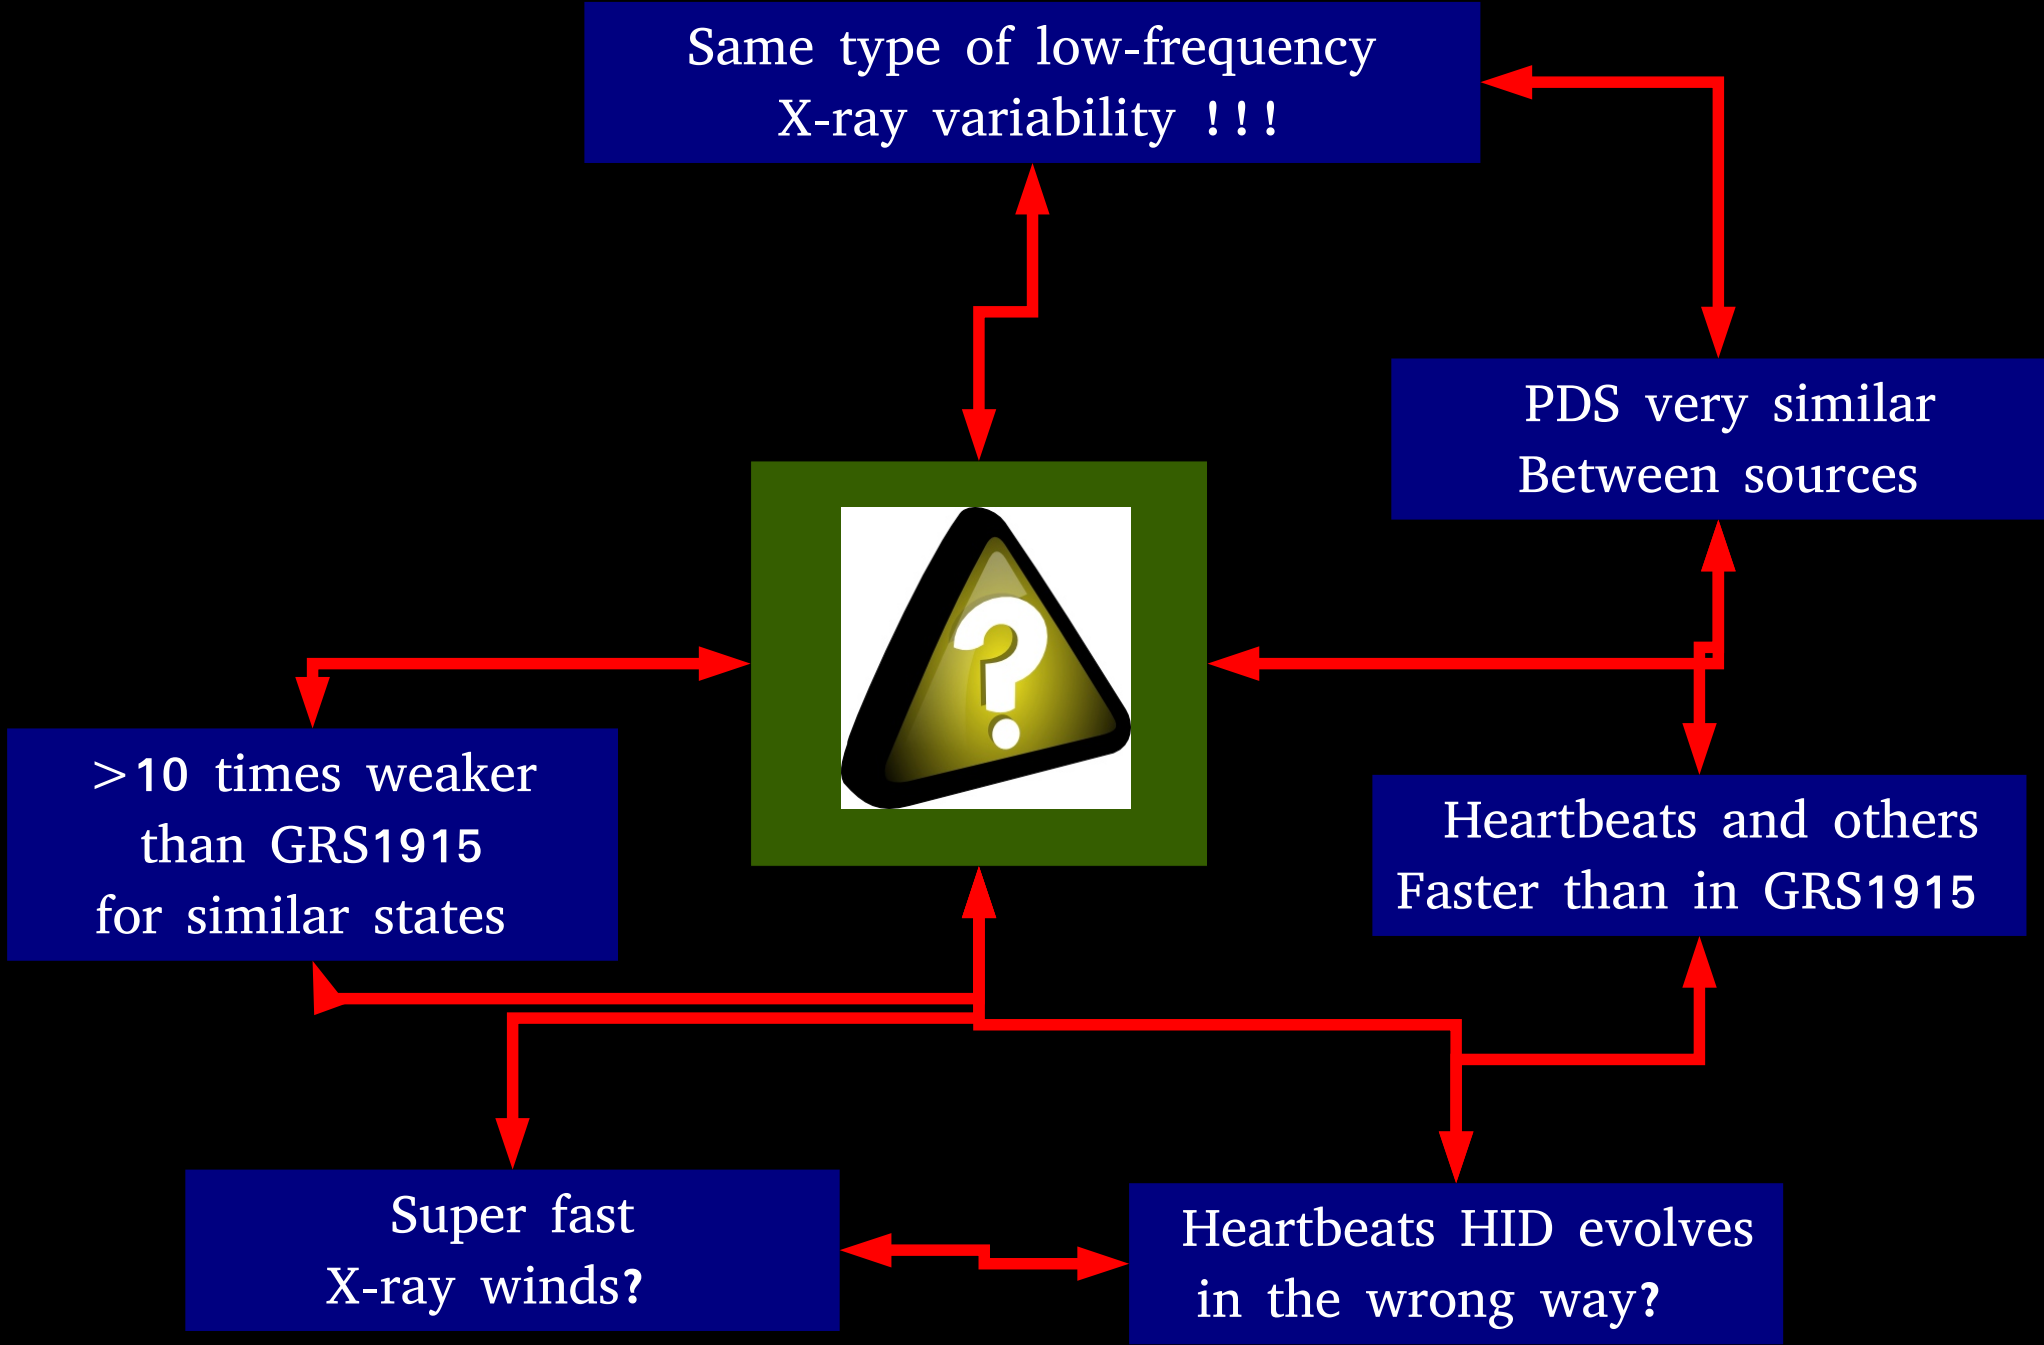 Same type of low-frequency
X-ray variability !!!
PDS very similar
Between sources
?
>10 times weaker
than GRS1915
for similar states
Heartbeats and others
Faster than in GRS1915
Super fast
X-ray winds?
Heartbeats HID evolves
in the wrong way?